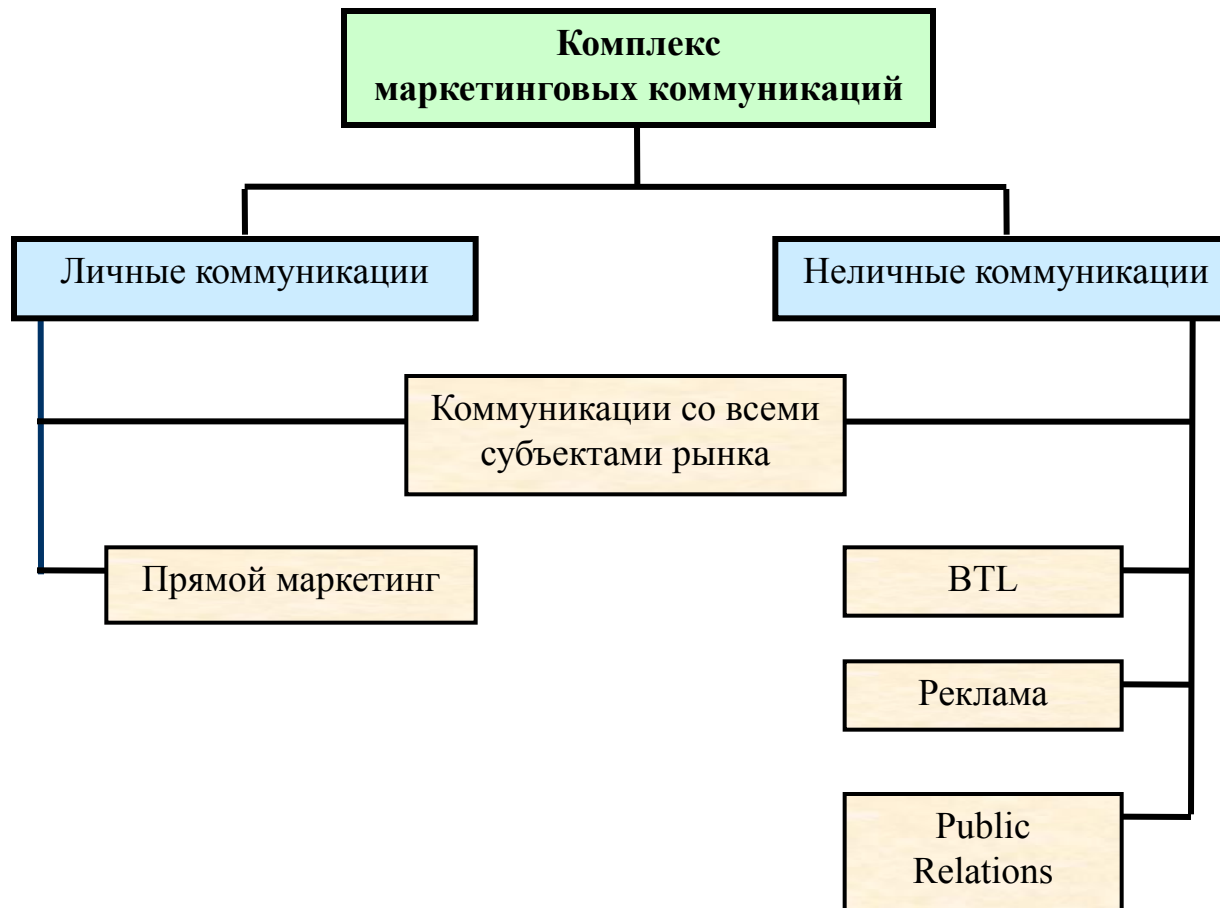 Комплекс
маркетинговых коммуникаций
Личные коммуникации
Неличные коммуникации
Коммуникации со всеми
субъектами рынка
Прямой маркетинг
BTL
Реклама
Public
Relations